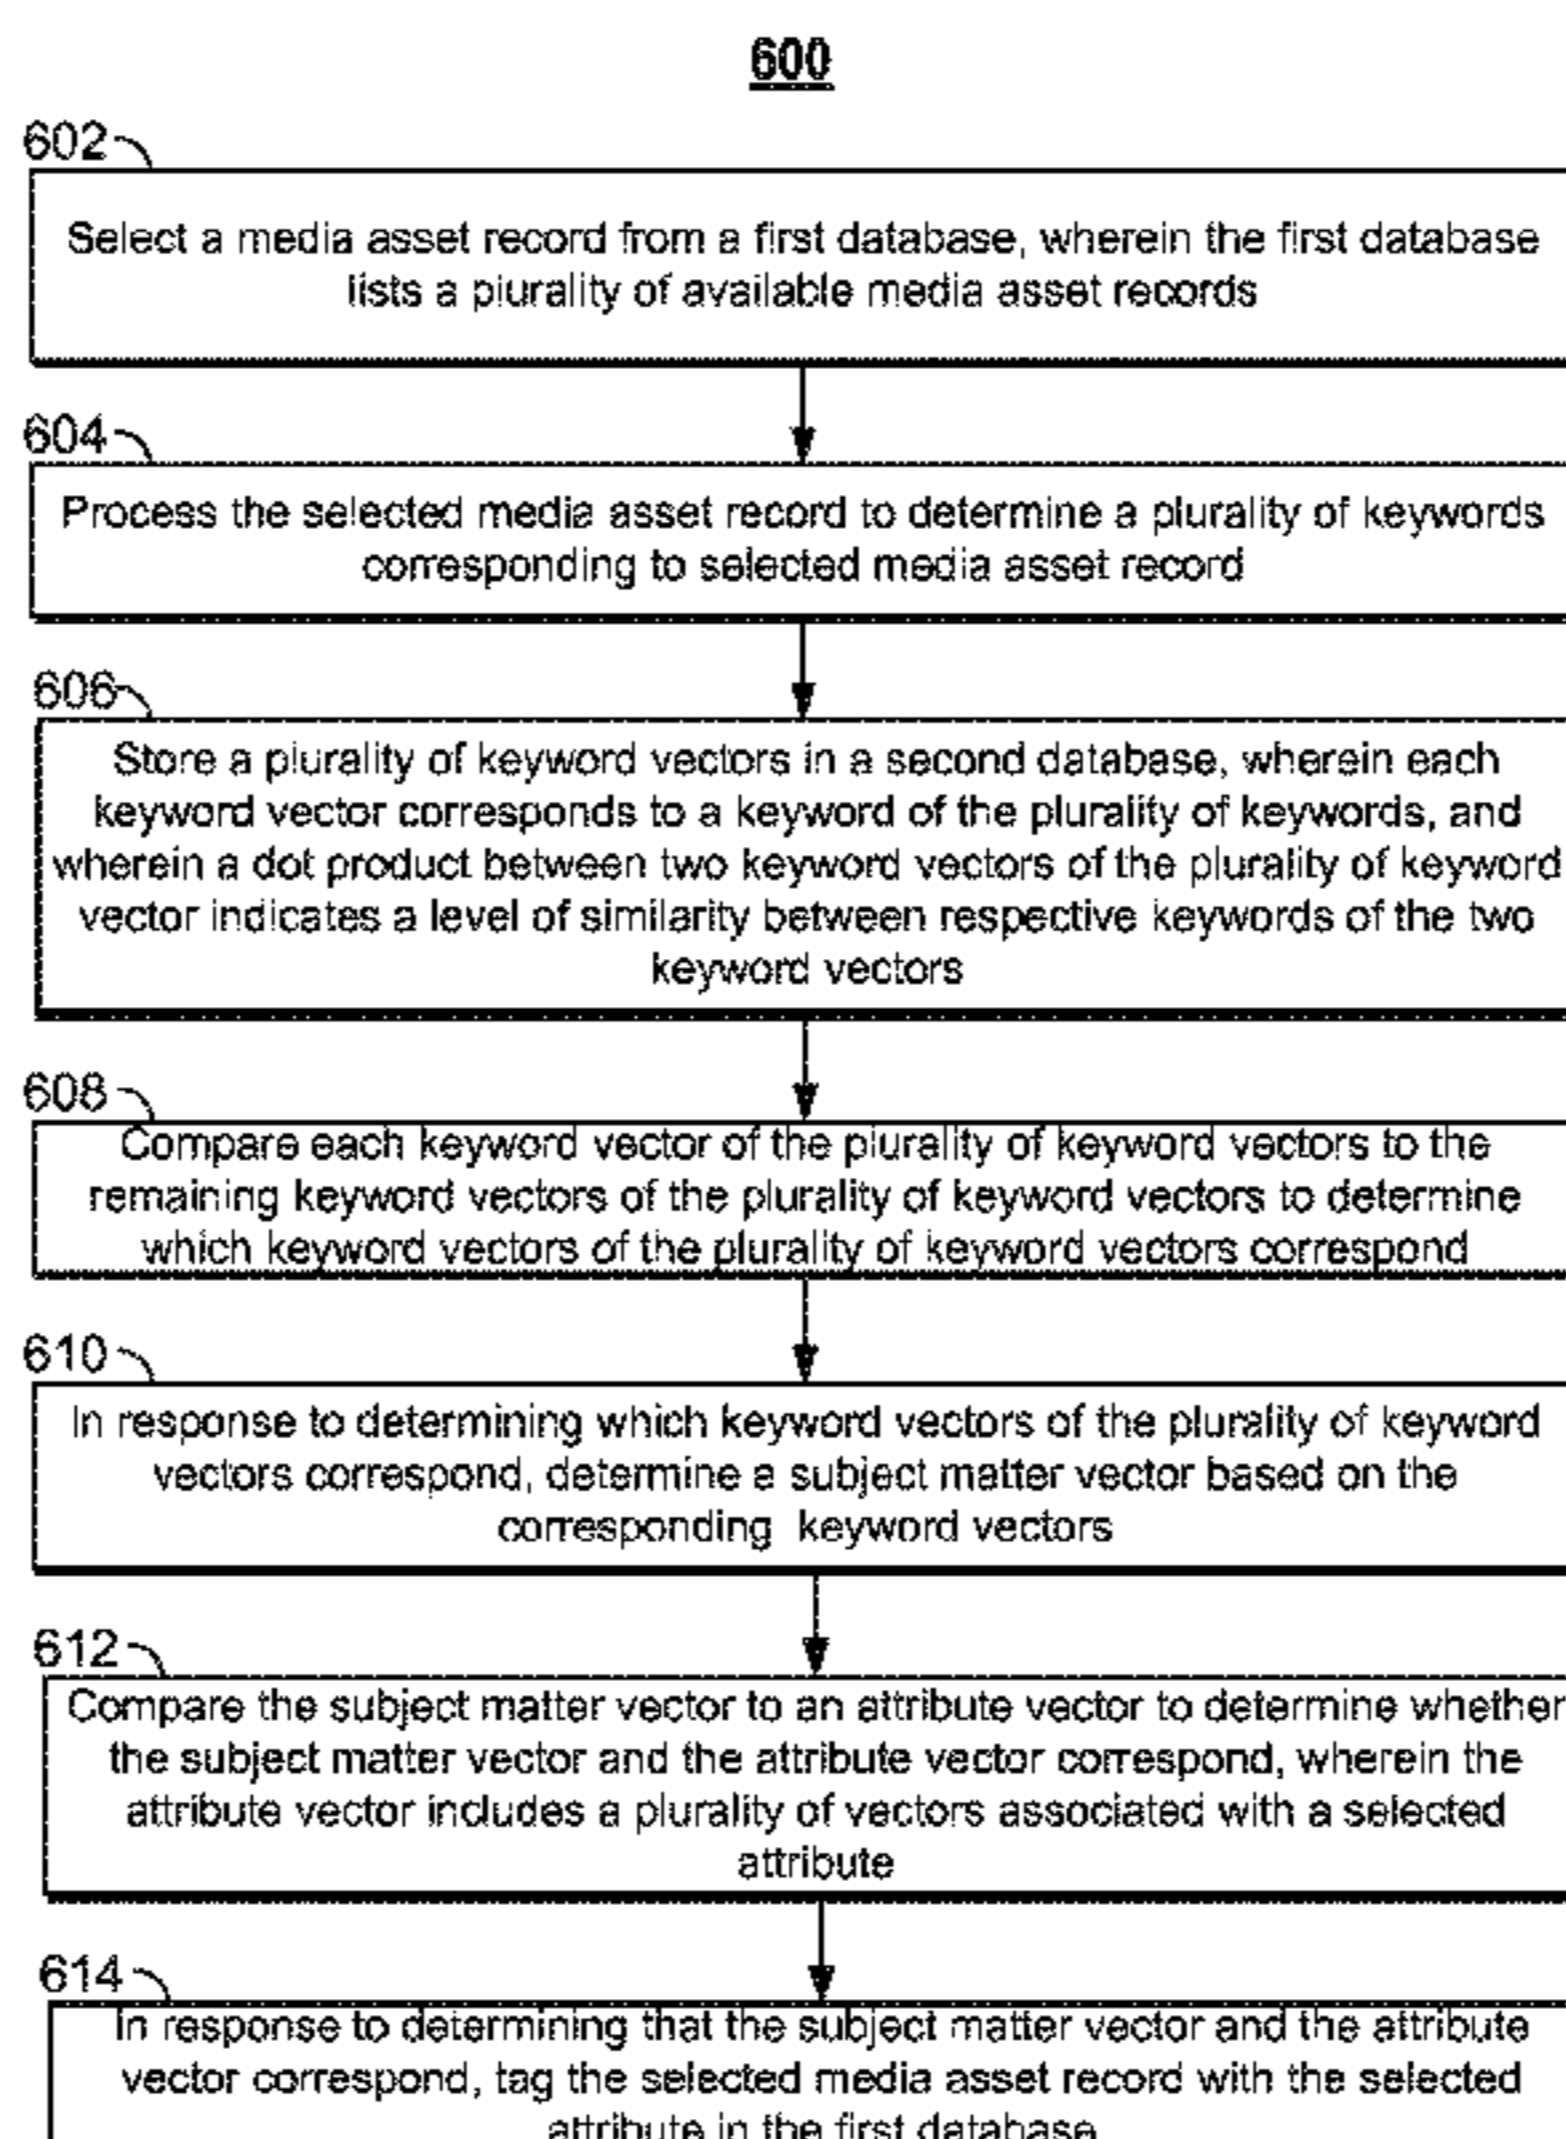 600
602
Select a media asset record from a first database, wherein the first database
lists a plurality of available media asset records
604
Process the selected media asset record to determine a plurality of keywords
corresponding to selected media asset record
606
Store a plurality of keyword vectors in a second database, wherein each
keyword vector corresponds to a keyword of the plurality of keywords, and
wherein a dot product between two keyword vectors of the plurality of keyword
vector indicates a level of similarity between respective keywords of the two
keyword vectors
608
Compare each keyword vector of the plurality of keyword vectors to the
remaining keyword vectors of the plurality of keyword vectors to determine
which keyword vectors of the plurality of keyword vectors correspond
610
In response to determining which keyword vectors of the plurality of keyword
vectors correspond, determine a subject matter vector based on the
corresponding keyword vectors
612
Compare the subject matter vector to an attribute vector to determine whether
the subject matter vector and the attribute vector correspond, wherein the
attribute vector includes a plurality of vectors associated with a selected
attribute
614
In response to determining that the subject matter vector and the attribute
vector correspond, tag the selected media asset record with the selected
attribute in the first database